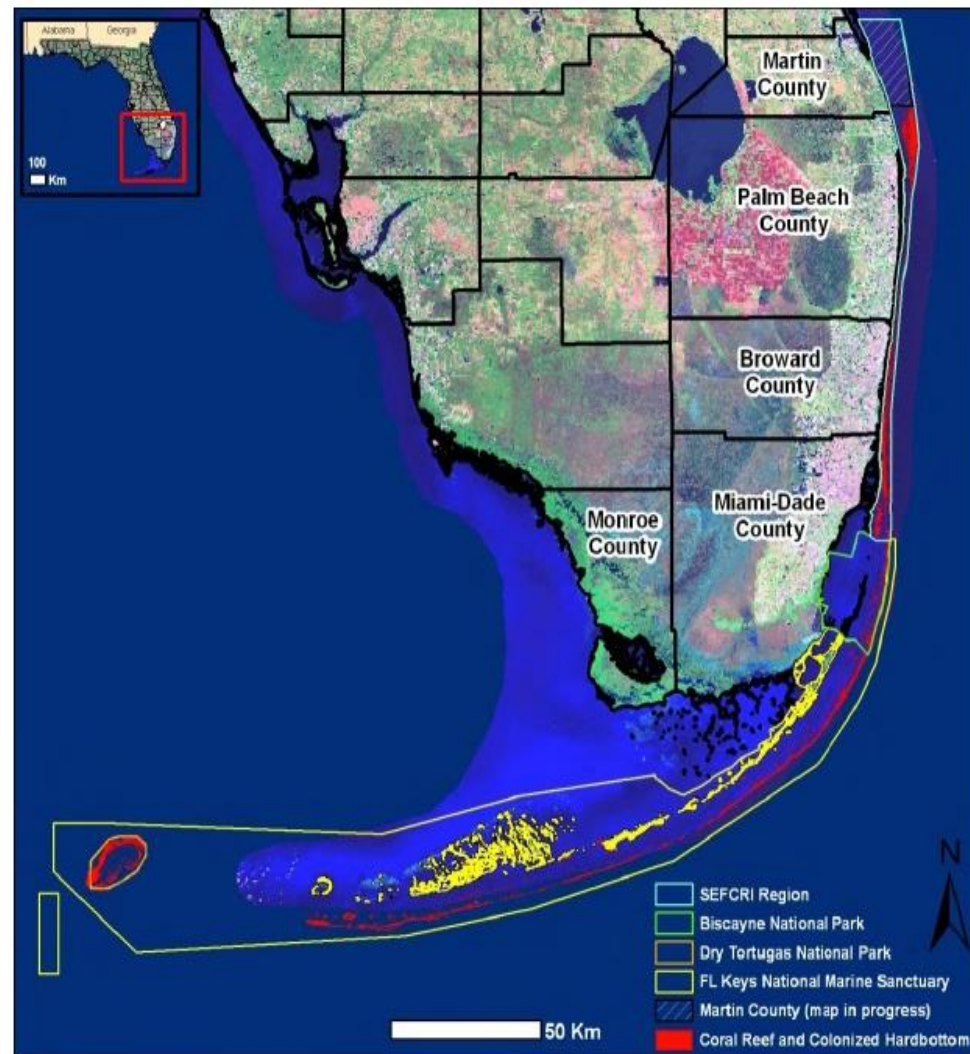 Alabama
Georgia
100
Km
Martin
County
Palm Beach
County
Broward
County
Miami-Dade
County
Monroe
County
N
SEFCRI Region
Biscayne National Park
Dry Tortugas National Park
FL Keys National Marine Sanctuary
Martin County (map in progress)
Coral Reef and Colonized Hardbottom
50 Km